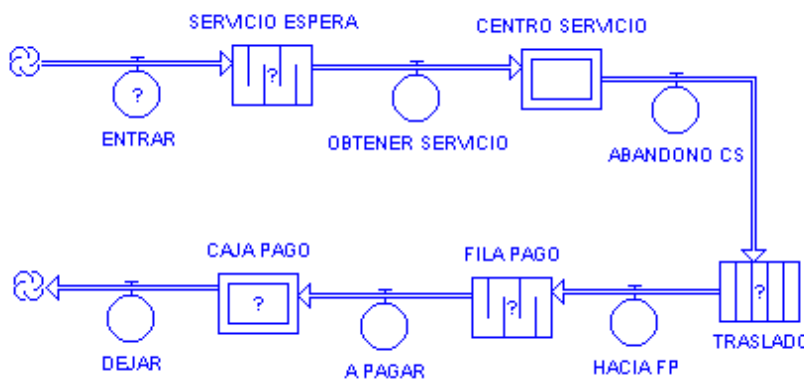 SERVICIO ESPERA
CENTRO SERVICIO
?
?
ENTRAR
OBTENER SERVICIO
ABANDONO CS
CAJA PAGO
FILA PAGO
?
?
?
DEJAR
A PAGAR
HACIA FP
TRASLADO